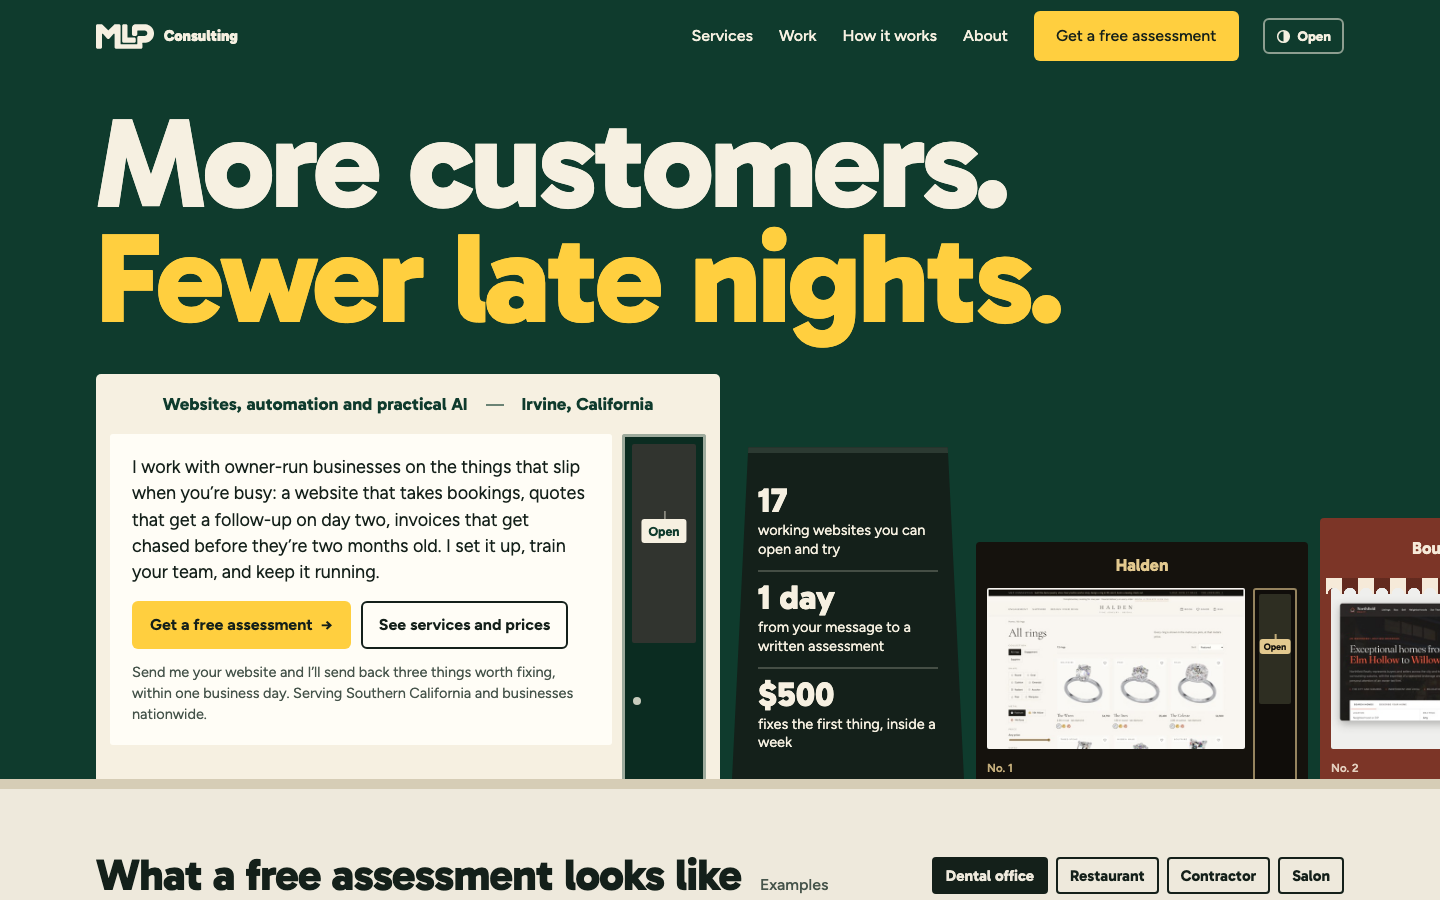 MLP Consulting
Services
Work
How it works
About
Get a free assessment
Open
More customers.
Fewer late nights.
Websites, automation and practical AI — Irvine, California
I work with owner-run businesses on the things that slip
when you’re busy: a website that takes bookings, quotes
that get a follow-up on day two, invoices that get
chased before they’re two months old. I set it up, train
your team, and keep it running.
Get a free assessment →
See services and prices
Send me your website and I’ll send back three things worth fixing,
within one business day. Serving Southern California and businesses
nationwide.
Open
17
working websites you can
open and try
1 day
from your message to a
written assessment
$500
fixes the first thing, inside a
week
Halden
HALDEN
All rings
Open
No. 1
Bou
Exceptional homes fro
Elm Hollow to Willow
No. 2
What a free assessment looks like
Examples
Dental office
Restaurant
Contractor
Salon